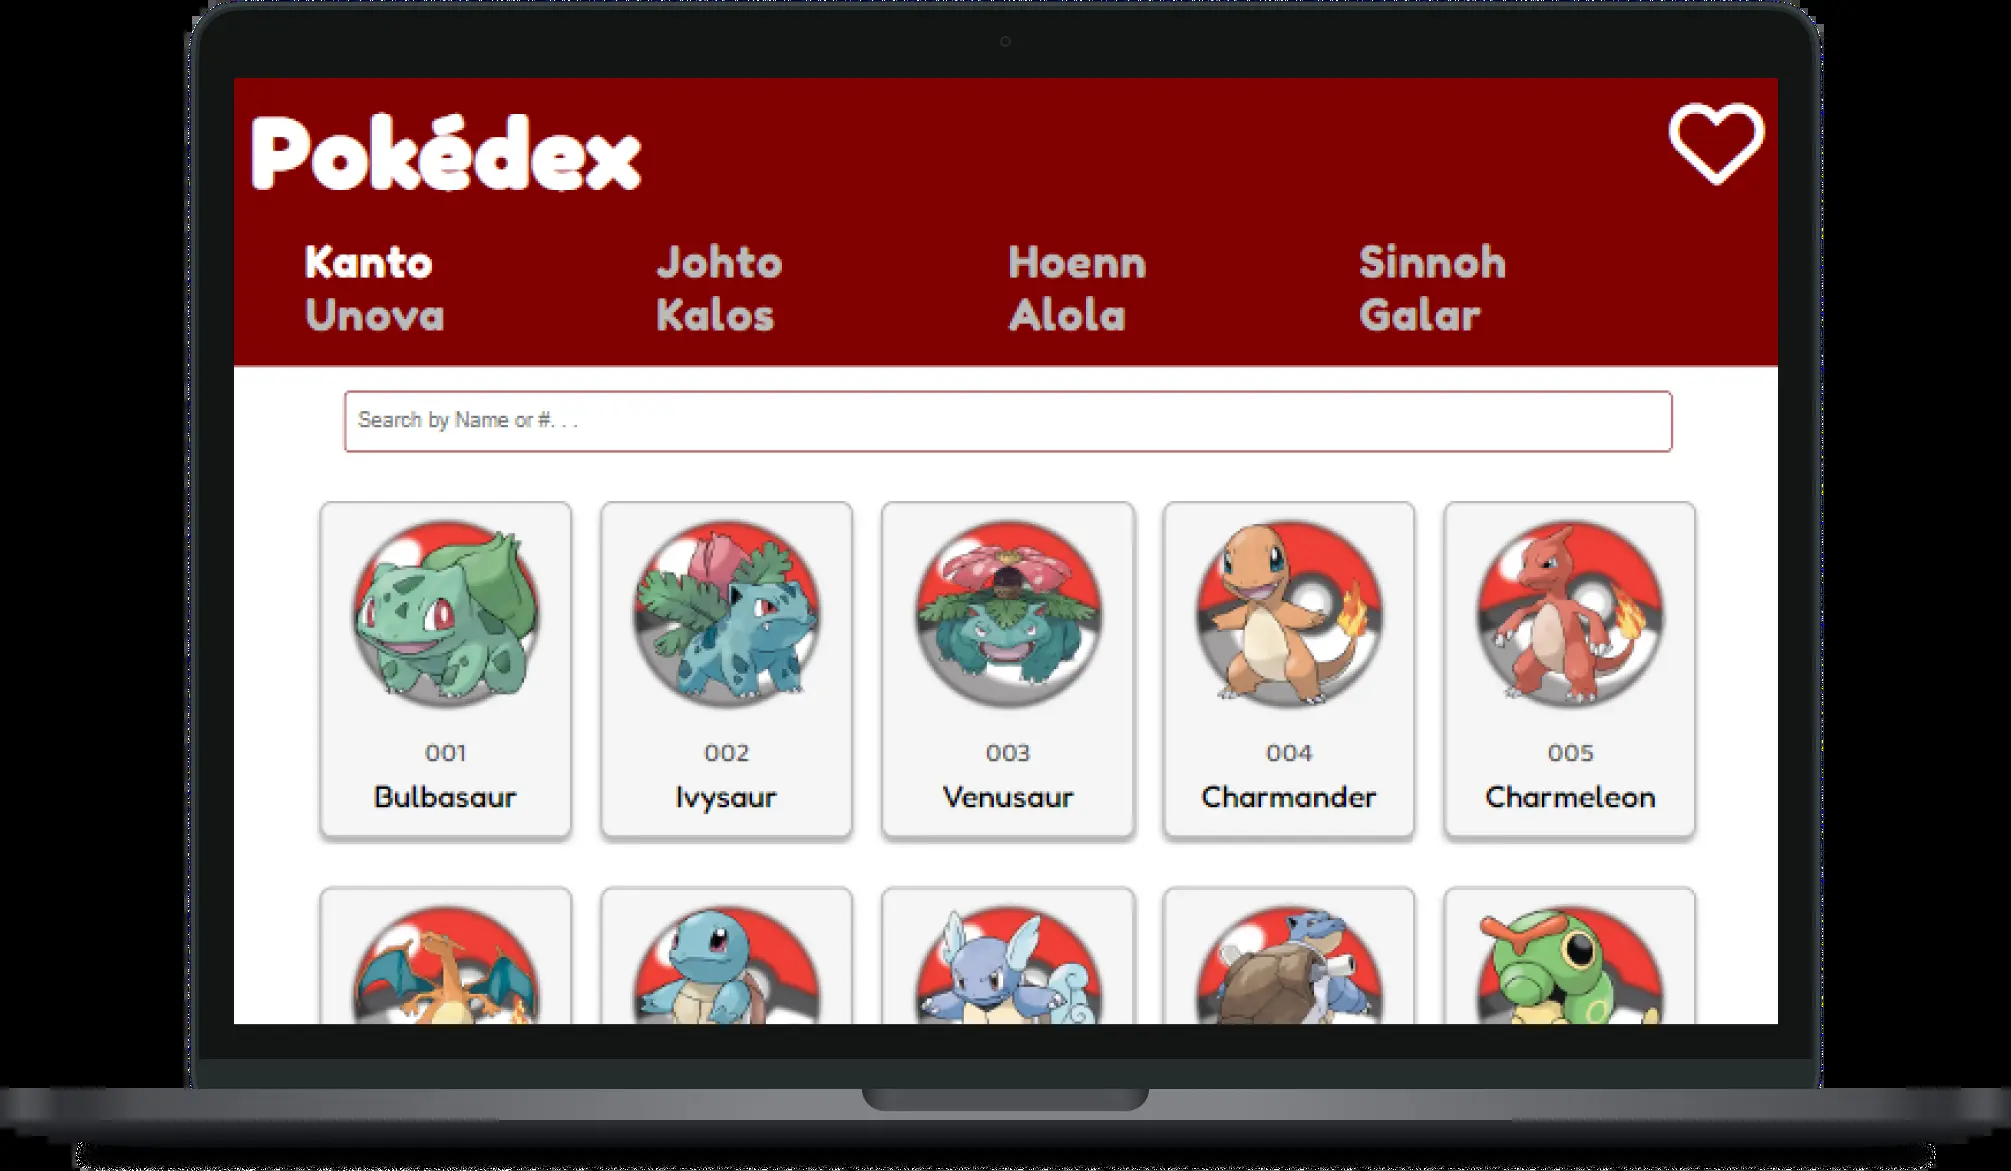 Pokédex
Kanto Johto Hoenn Sinnoh
Unova Kalos Alola Galar
Search by Name or #. . .
001 002 003 004 005
Bulbasaur Ivysaur Venusaur Charmander Charmeleon